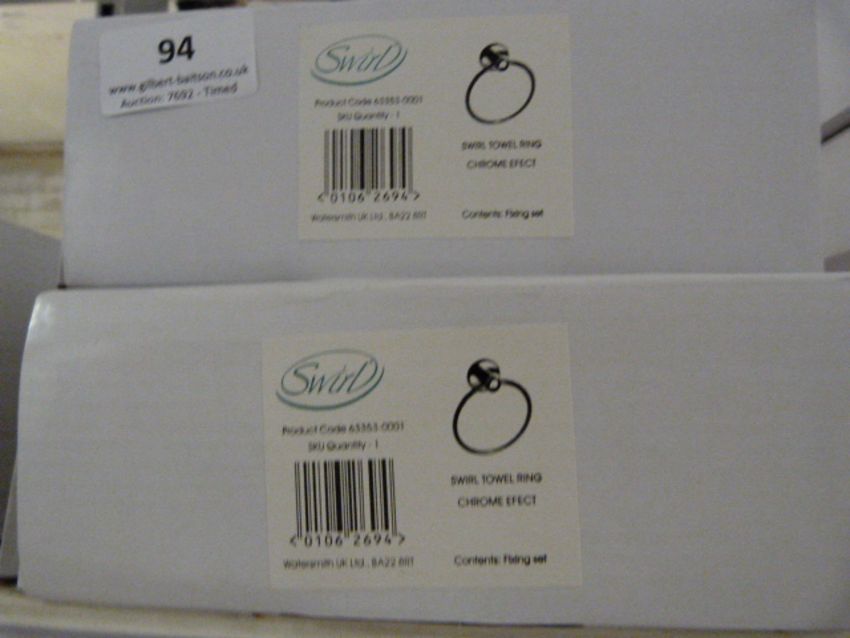 94
www.gilbert-baitson.co.uk
Auction: 7692 - Timed
Swirl
Product Code 63353-0001
SKU Quantity - 1
<0106 2694>
Watersmith UK Ltd., BA22
SWIRL TOWEL RING
CHROME EFECT
Contents: Fixing set
Swirl
Product Code 63353-0001
SKU Quantity - 1
<0106 2694>
Watersmith UK Ltd., BA22
SWIRL TOWEL RING
CHROME EFECT
Contents: Fixing set